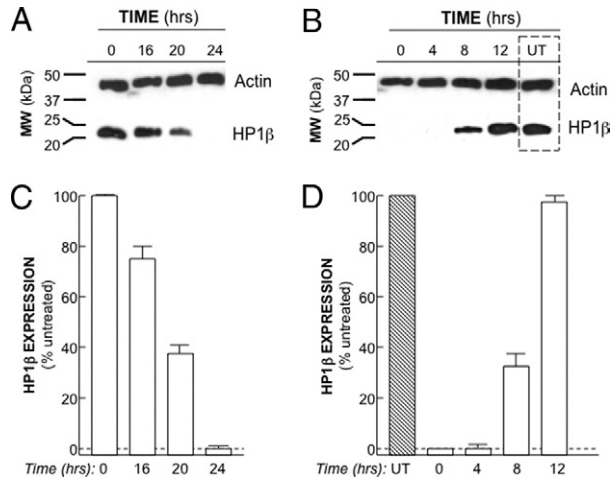 A
TIME (hrs)
0 16 20 24
MW (kDa)
50
37
25
20
Actin
HP1β
B
TIME (hrs)
0 4 8 12 UT
MW (kDa)
50
37
25
20
Actin
HP1β
C
HP1β EXPRESSION
(% untreated)
100
80
60
40
20
0
Time (hrs): 0 16 20 24
D
HP1β EXPRESSION
(% untreated)
100
80
60
40
20
0
Time (hrs): UT 0 4 8 12